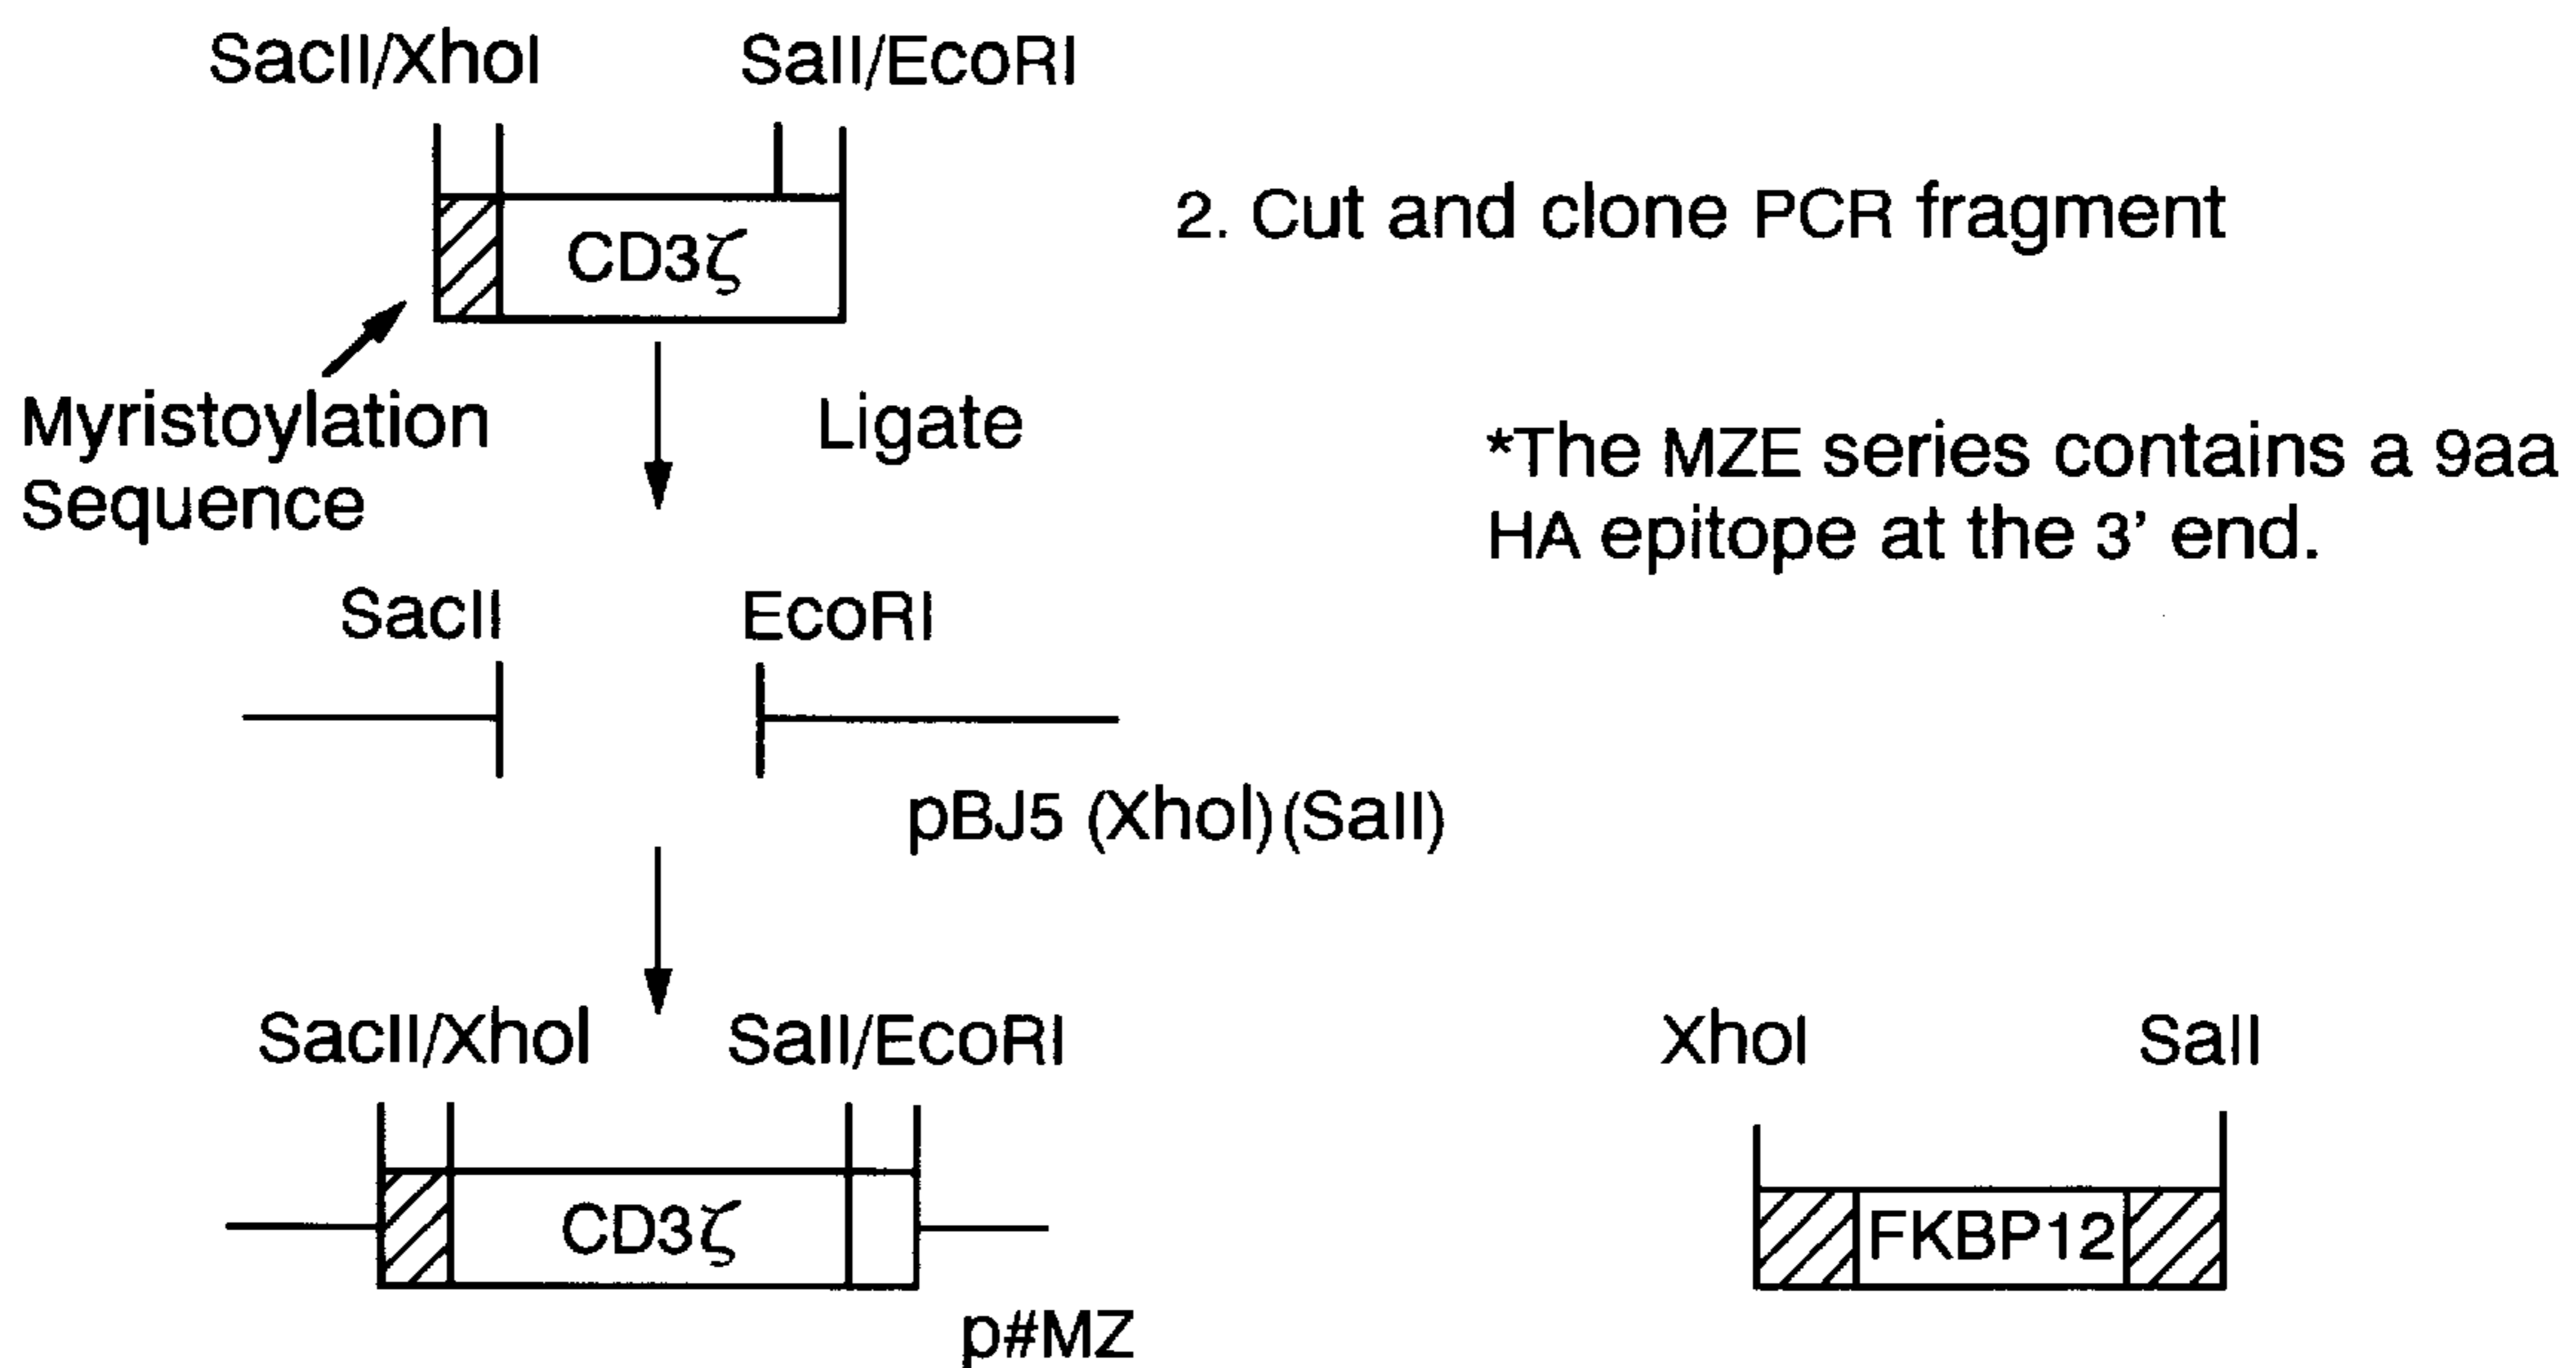 SacII/XhoI
SalI/EcoRI
CD3ζ
2. Cut and clone PCR fragment
Myristoylation
Sequence
Ligate
*The MZE series contains a 9aa
HA epitope at the 3' end.
SacII
EcoRI
pBJ5 (XhoI)(SalI)
SacII/XhoI
SalI/EcoRI
XhoI
SalI
CD3ζ
FKBP12
p#MZ